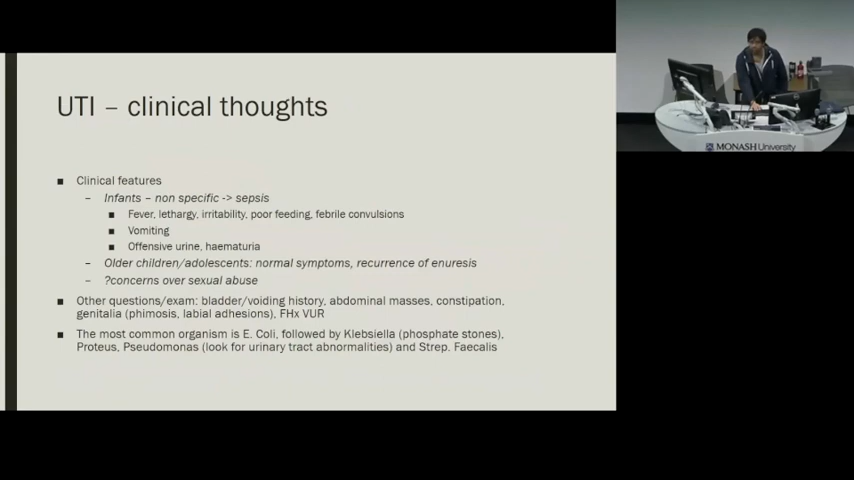 UTI – clinical thoughts
■ Clinical features
– Infants – non specific -> sepsis
■ Fever, lethargy, irritability, poor feeding, febrile convulsions
■ Vomiting
■ Offensive urine, haematuria
– Older children/adolescents: normal symptoms, recurrence of enuresis
– ?concerns over sexual abuse
■ Other questions/exam: bladder/voiding history, abdominal masses, constipation,
genitalia (phimosis, labial adhesions), FHx VUR
■ The most common organism is E. Coli, followed by Klebsiella (phosphate stones),
Proteus, Pseudomonas (look for urinary tract abnormalities) and Strep. Faecalis
MONASH University